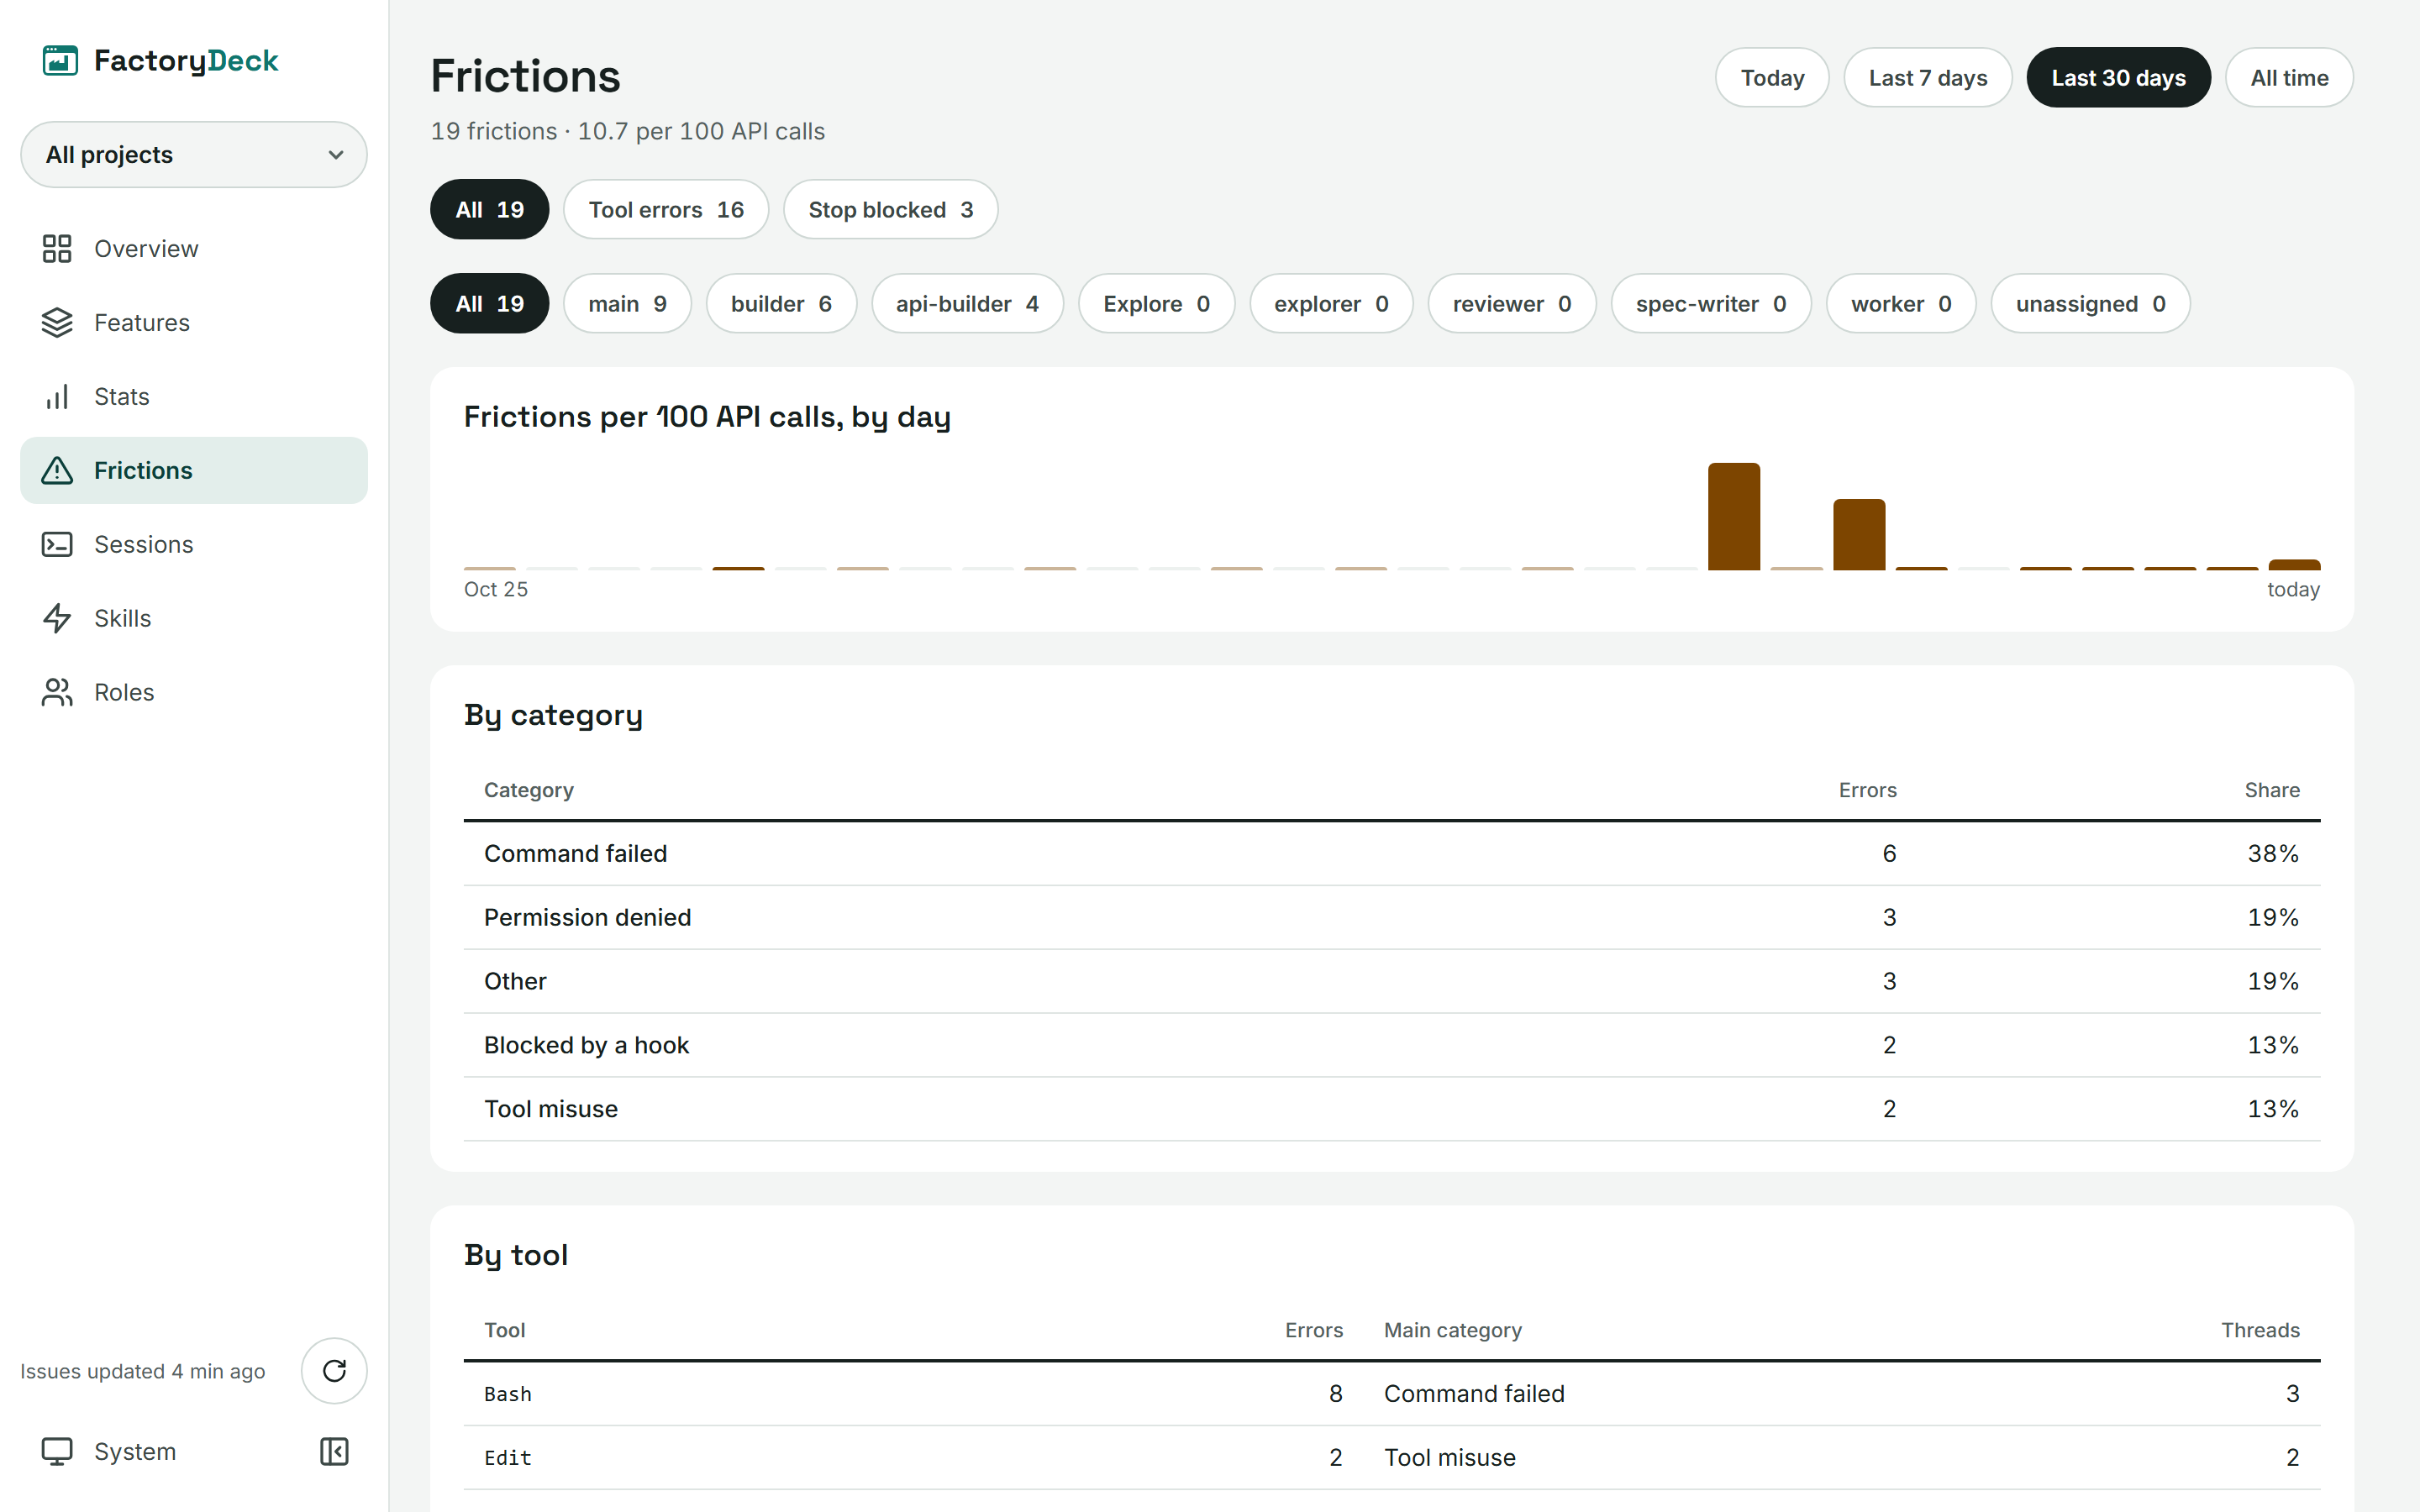 FactoryDeck
All projects
Overview
Features
Stats
Frictions
Sessions
Skills
Roles
Issues updated 4 min ago
System
Frictions
19 frictions · 10.7 per 100 API calls
Today
Last 7 days
Last 30 days
All time
All 19
Tool errors 16
Stop blocked 3
All 19
main 9
builder 6
api-builder 4
Explore 0
explorer 0
reviewer 0
spec-writer 0
worker 0
unassigned 0
Frictions per 100 API calls, by day
Oct 25
today
By category
Category Errors Share
Command failed 6 38%
Permission denied 3 19%
Other 3 19%
Blocked by a hook 2 13%
Tool misuse 2 13%
By tool
Tool Errors Main category Threads
Bash 8 Command failed 3
Edit 2 Tool misuse 2